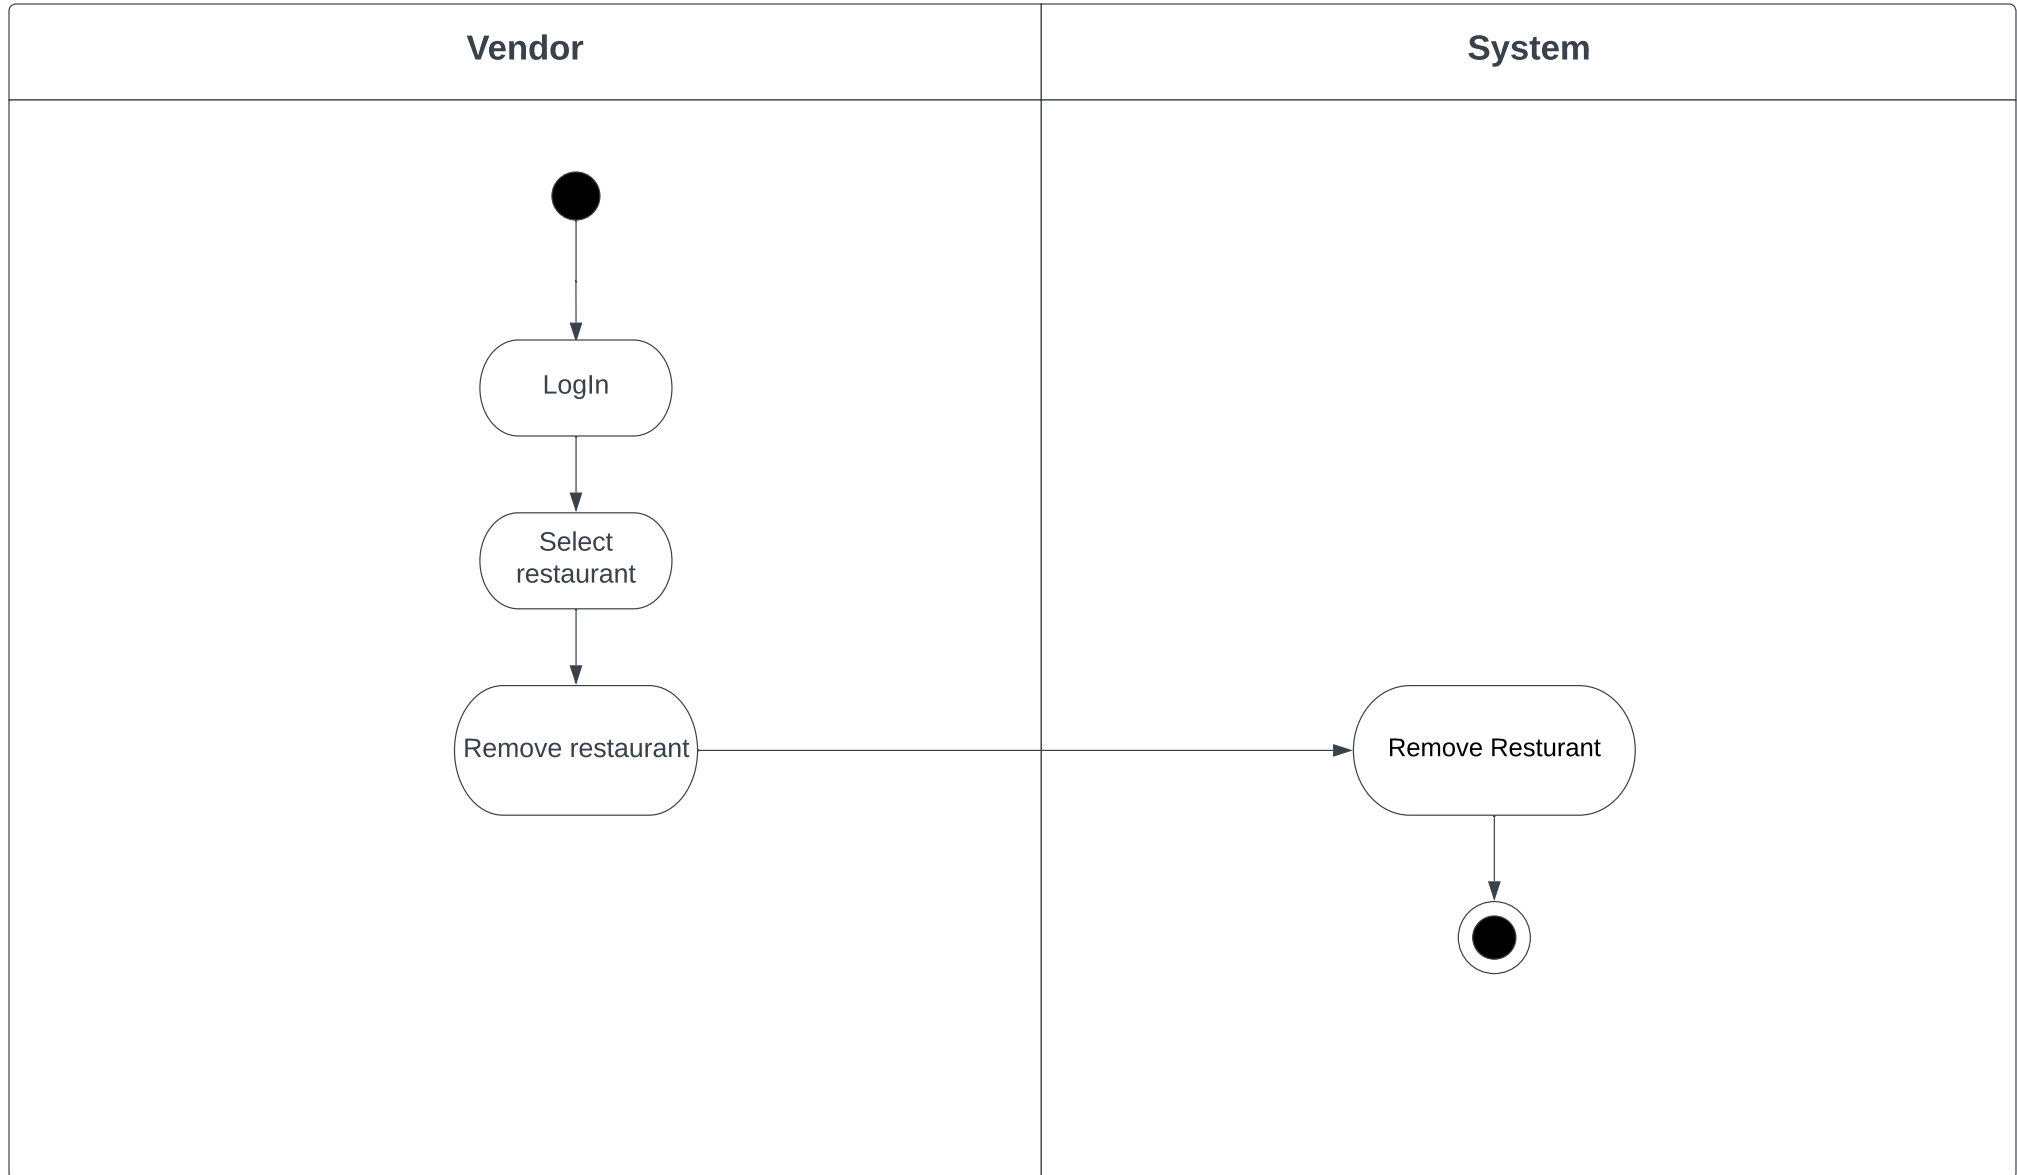 Vendor
System
LogIn
Select
restaurant
Remove restaurant
Remove Resturant